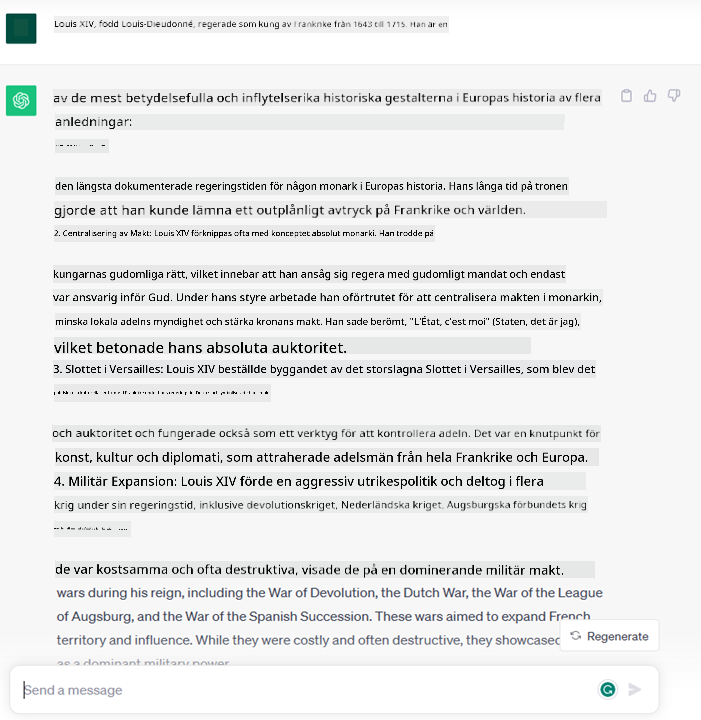 Louis XIV, född Louis-Dieudonné, regerade som kung av Frankrike från 1643 till 1715. Han är en
av de mest betydelsefulla och inflytelserika historiska gestalterna i Europas historia av flera
anledningar:
den längsta dokumenterade regeringstiden för någon monark i Europas historia. Hans långa tid på tronen
gjorde att han kunde lämna ett outplånligt avtryck på Frankrike och världen.
2. Centralisering av Makt: Louis XIV förknippas ofta med konceptet absolut monarki. Han trodde på
kungarnas gudomliga rätt, vilket innebar att han ansåg sig regera med gudomligt mandat och endast
var ansvarig inför Gud. Under hans styre arbetade han oförtrutet för att centralisera makten i monarkin,
minska lokala adelns myndighet och stärka kronans makt. Han sade berömt, "L'État, c'est moi" (Staten, det är jag),
vilket betonade hans absoluta auktoritet.
3. Slottet i Versailles: Louis XIV beställde byggandet av det storslagna Slottet i Versailles, som blev det
och auktoritet och fungerade också som ett verktyg för att kontrollera adeln. Det var en knutpunkt för
konst, kultur och diplomati, som attraherade adelsmän från hela Frankrike och Europa.
4. Militär Expansion: Louis XIV förde en aggressiv utrikespolitik och deltog i flera
krig under sin regeringstid, inklusive devolutionskriget, Nederländska kriget, Augsburgska förbundets krig
de var kostsamma och ofta destruktiva, visade de på en dominerande militär makt.
wars during his reign, including the War of Devolution, the Dutch War, the War of the League
of Augsburg, and the War of the Spanish Succession. These wars aimed to expand French
territory and influence. While they were costly and often destructive, they showcased
Regenerate
as a dominant military power.
Send a message